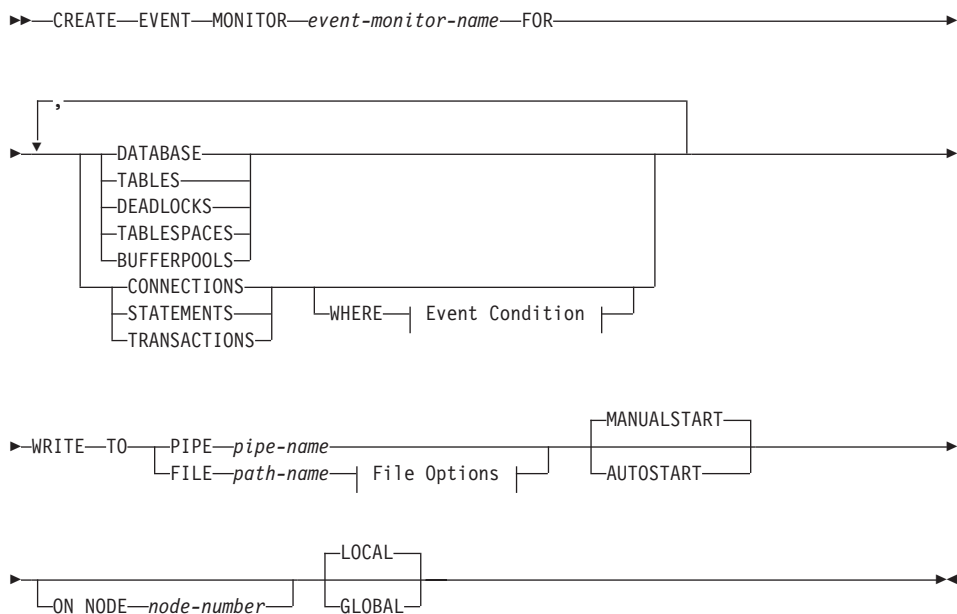 CREATE EVENT MONITOR event-monitor-name FOR
,
DATABASE
TABLES
DEADLOCKS
TABLESPACES
BUFFERPOOLS
CONNECTIONS
STATEMENTS
WHERE Event Condition
TRANSACTIONS
MANUALSTART
WRITE TO PIPE pipe-name
FILE path-name File Options AUTOSTART
LOCAL
ON NODE node-number GLOBAL